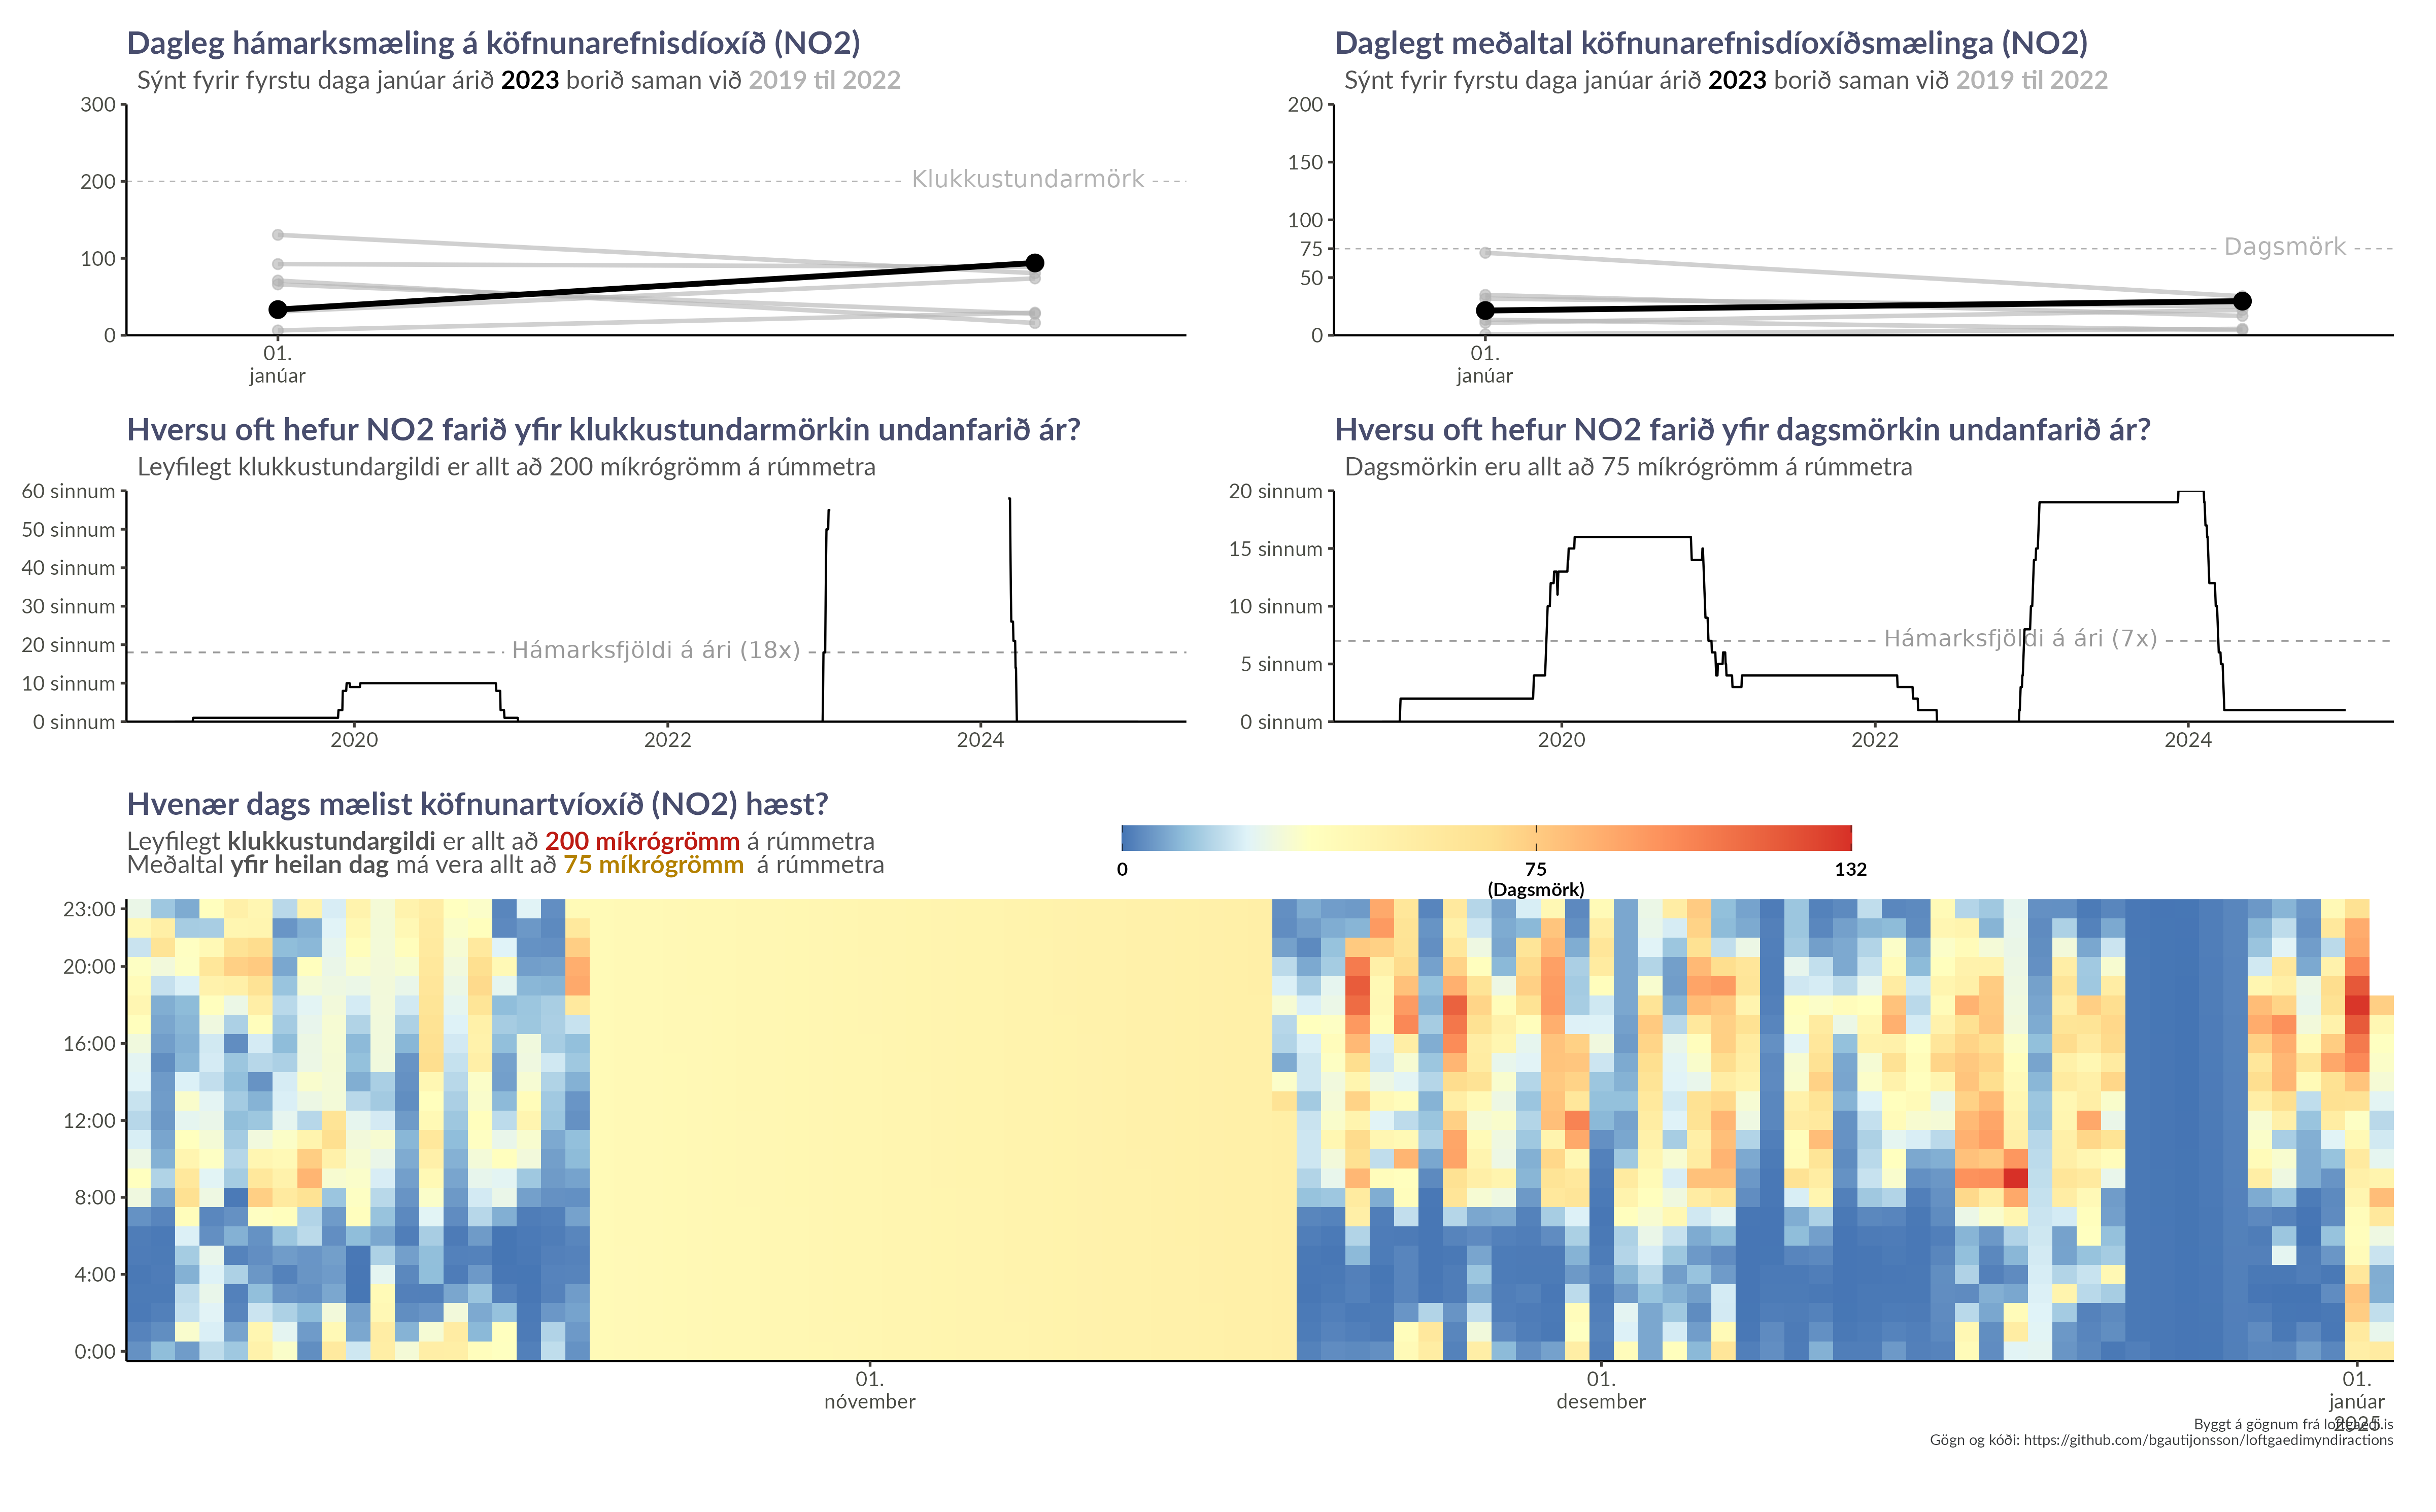 Dagleg hámarksmæling á köfnunarefnisdíoxíð (NO2)
Sýnt fyrir fyrstu daga janúar árið 2023 borið saman við 2019 til 2022
300
200
100
0
Klukkustundarmörk
01.
janúar
Daglegt meðaltal köfnunarefnisdíoxíðsmælinga (NO2)
Sýnt fyrir fyrstu daga janúar árið 2023 borið saman við 2019 til 2022
200
150
100
75
50
0
Dagsmörk
01.
janúar
Hversu oft hefur NO2 farið yfir klukkustundarmörkin undanfarið ár?
Leyfilegt klukkustundargildi er allt að 200 míkrógrömm á rúmmetra
60 sinnum
50 sinnum
40 sinnum
30 sinnum
20 sinnum
10 sinnum
0 sinnum
Hámarksfjöldi á ári (18x)
2020 2022 2024
Hversu oft hefur NO2 farið yfir dagsmörkin undanfarið ár?
Dagsmörkin eru allt að 75 míkrógrömm á rúmmetra
20 sinnum
15 sinnum
10 sinnum
5 sinnum
0 sinnum
Hámarksfjöldi á ári (7x)
2020 2022 2024
Hvenær dags mælist köfnunartvíoxíð (NO2) hæst?
Leyfilegt klukkustundargildi er allt að 200 míkrógrömm á rúmmetra
Meðaltal yfir heilan dag má vera allt að 75 míkrógrömm á rúmmetra
0 75 132
(Dagsmörk)
23:00
20:00
16:00
12:00
8:00
4:00
0:00
01.
nóvember
01.
desember
01.
janúar
2025
Byggt á gögnum frá loftgaedi.is
Gögn og kóði: https://github.com/bgautijonsson/loftgaedimyndiractions